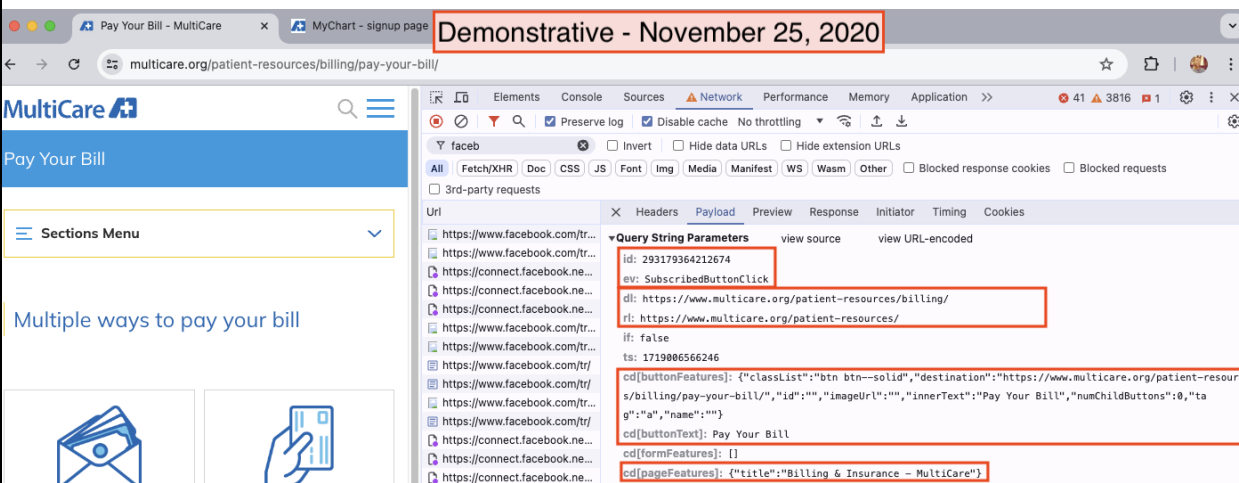 Pay Your Bill - MultiCare × MyChart - signup page Demonstrative - November 25, 2020
multicare.org/patient-resources/billing/pay-your-bill/
MultiCare
Pay Your Bill
Sections Menu
Multiple ways to pay your bill
Elements Console Sources Network Performance Memory Application 41 3816 1
Preserve log Disable cache No throttling
faceb Invert Hide data URLs Hide extension URLs
All Fetch/XHR Doc CSS JS Font Img Media Manifest WS Wasm Other Blocked response cookies Blocked requests
3rd-party requests
Url
https://www.facebook.com/tr...
https://www.facebook.com/tr...
https://connect.facebook.ne...
https://connect.facebook.ne...
https://connect.facebook.ne...
https://www.facebook.com/tr...
https://www.facebook.com/tr...
https://www.facebook.com/tr/
https://www.facebook.com/tr/
https://www.facebook.com/tr...
https://www.facebook.com/tr/
https://connect.facebook.ne...
https://connect.facebook.ne...
https://connect.facebook.ne...
Headers Payload Preview Response Initiator Timing Cookies
Query String Parameters view source view URL-encoded
id: 293179364212674
ev: SubscribedButtonClick
dl: https://www.multicare.org/patient-resources/billing/
rl: https://www.multicare.org/patient-resources/
if: false
ts: 1719006566246
cd[buttonFeatures]: {"classList":"btn btn--solid","destination":"https://www.multicare.org/patient-resour
s/billing/pay-your-bill/","id":"","imageUrl":"","innerText":"Pay Your Bill","numChildButtons":0,"ta
g":"a","name":""}
cd[buttonText]: Pay Your Bill
cd[formFeatures]: []
cd[pageFeatures]: {"title":"Billing & Insurance – MultiCare"}